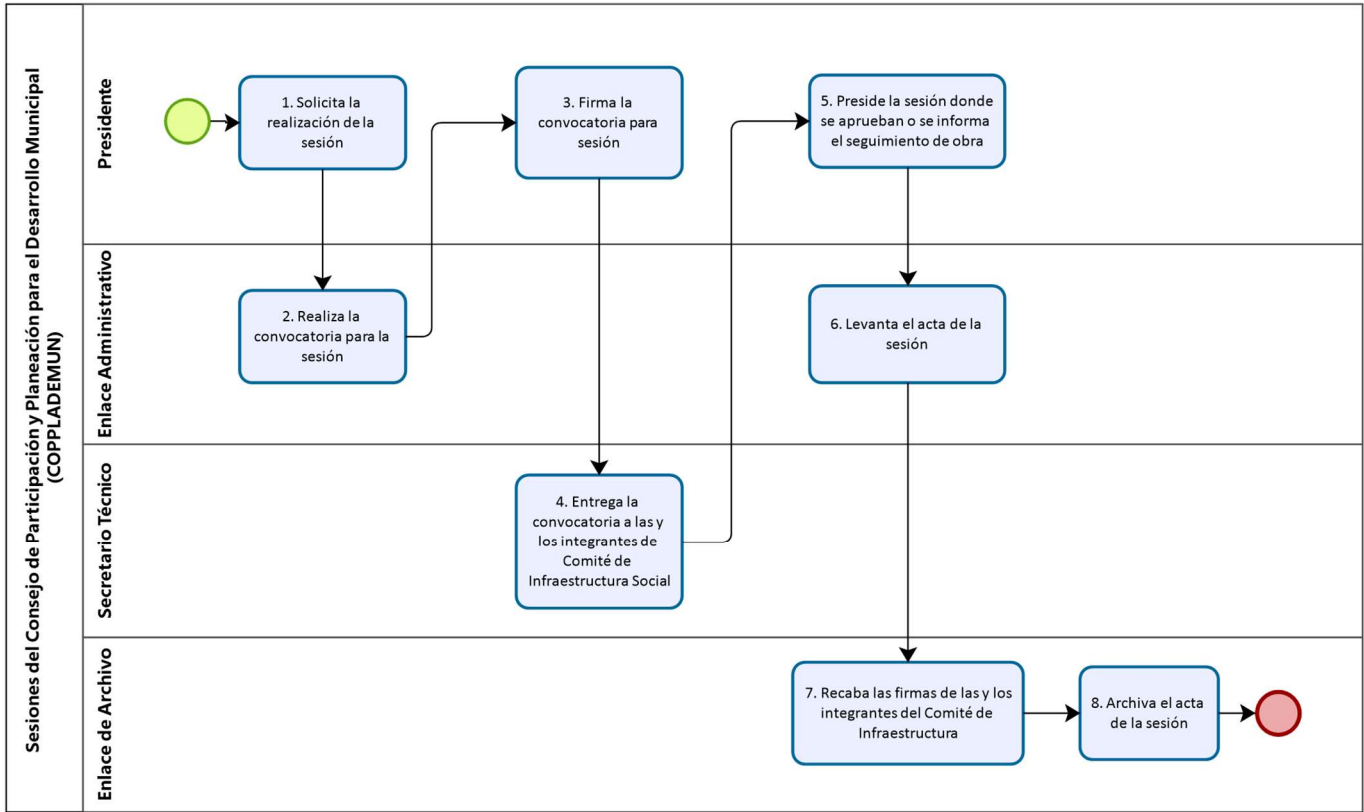 Sesiones del Consejo de Participación y Planeación para el Desarrollo Municipal
(COPPLADEMUN)
Presidente
1. Solicita la
realización de la
sesión
3. Firma la
convocatoria para
sesión
5. Preside la sesión donde
se aprueban o se informa
el seguimiento de obra
Enlace Administrativo
2. Realiza la
convocatoria para la
sesión
6. Levanta el acta de la
sesión
Secretario Técnico
4. Entrega la
convocatoria a las y
los integrantes de
Comité de
Infraestructura Social
Enlace de Archivo
7. Recaba las firmas de las y los
integrantes del Comité de
Infraestructura
8. Archiva el acta
de la sesión